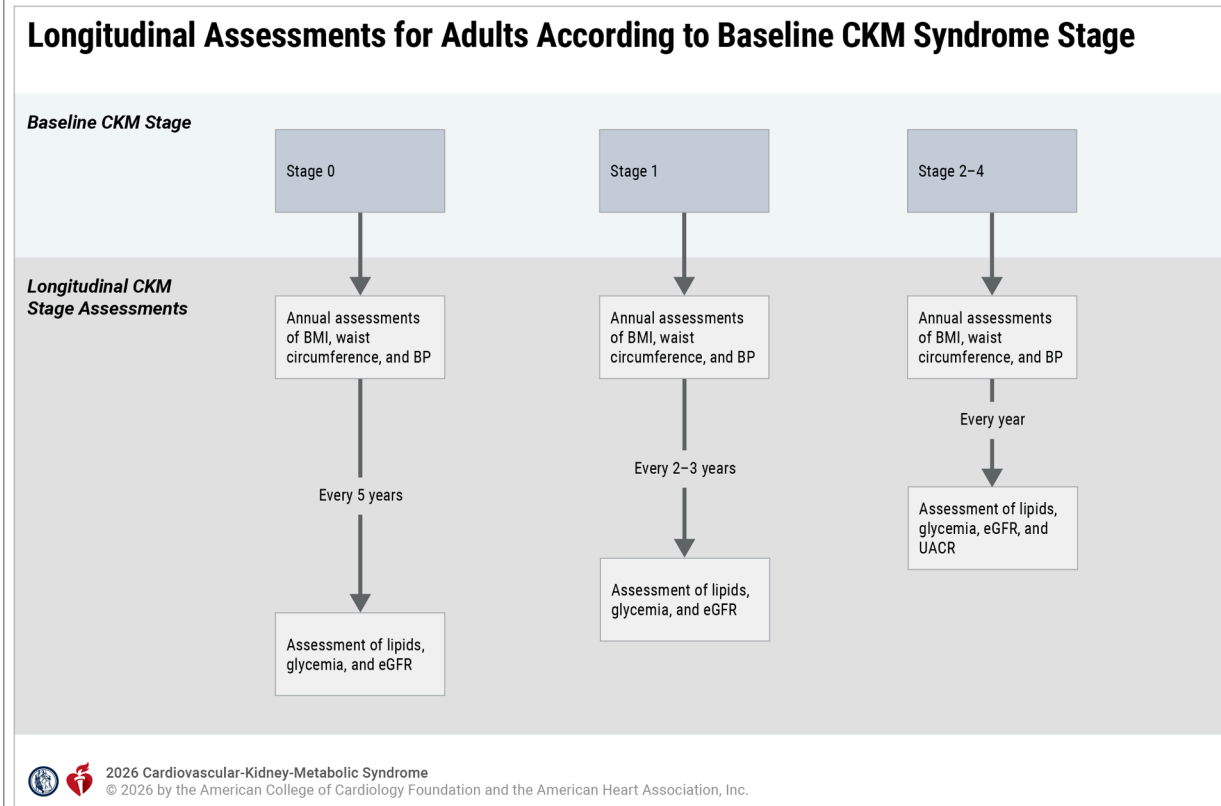 Longitudinal Assessments for Adults According to Baseline CKM Syndrome Stage
Baseline CKM Stage
Stage 0
Stage 1
Stage 2–4
Longitudinal CKM
Stage Assessments
Annual assessments
of BMI, waist
circumference, and BP
Annual assessments
of BMI, waist
circumference, and BP
Annual assessments
of BMI, waist
circumference, and BP
Every 5 years
Every 2–3 years
Every year
Assessment of lipids,
glycemia, and eGFR
Assessment of lipids,
glycemia, and eGFR
Assessment of lipids,
glycemia, eGFR, and
UACR
2026 Cardiovascular-Kidney-Metabolic Syndrome
© 2026 by the American College of Cardiology Foundation and the American Heart Association, Inc.